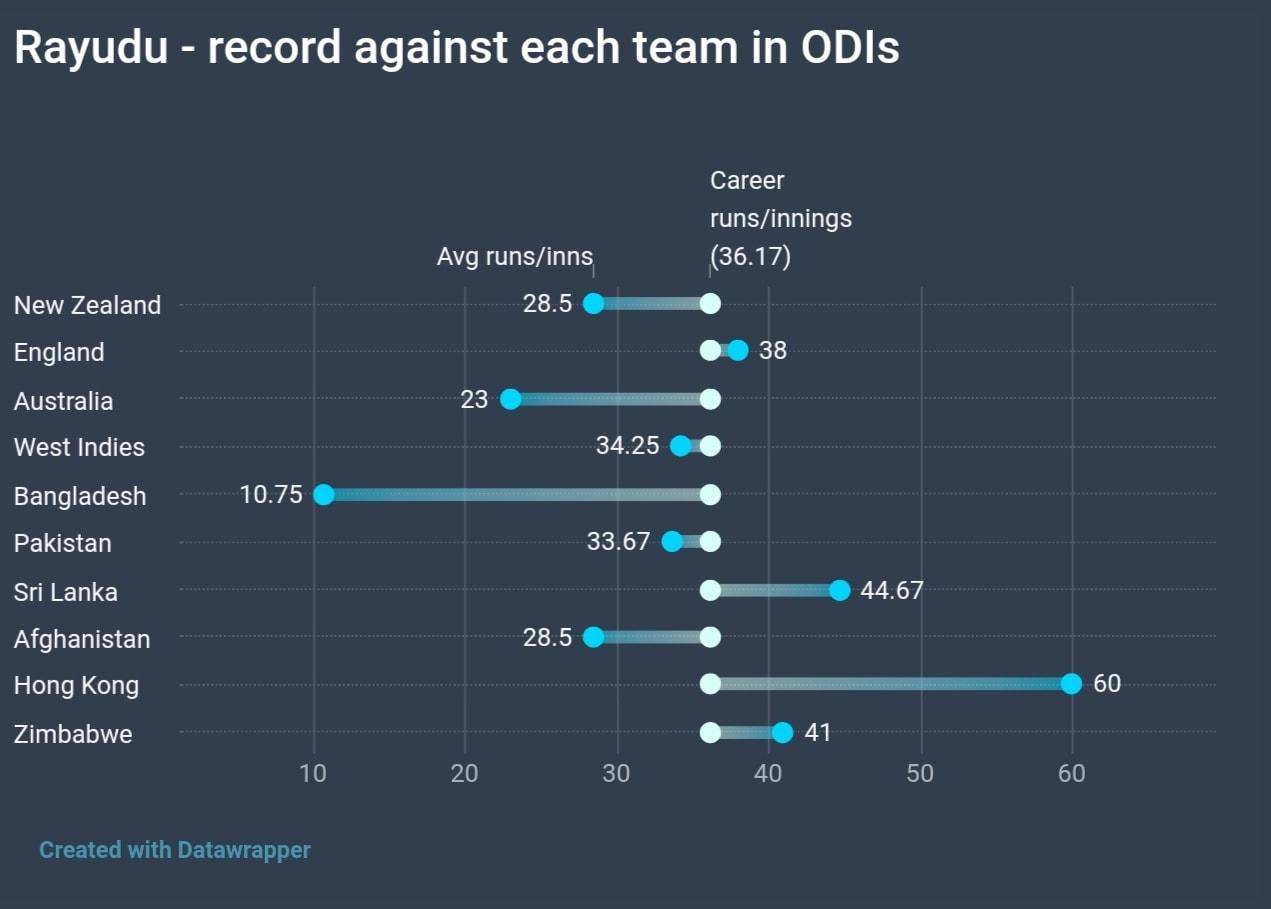 Rayudu - record against each team in ODIs
Career
runs/innings
Avg runs/inns (36.17)
New Zealand 28.5
England 38
Australia 23
West Indies 34.25
Bangladesh 10.75
Pakistan 33.67
Sri Lanka 44.67
Afghanistan 28.5
Hong Kong 60
Zimbabwe 41
10 20 30 40 50 60
Created with Datawrapper